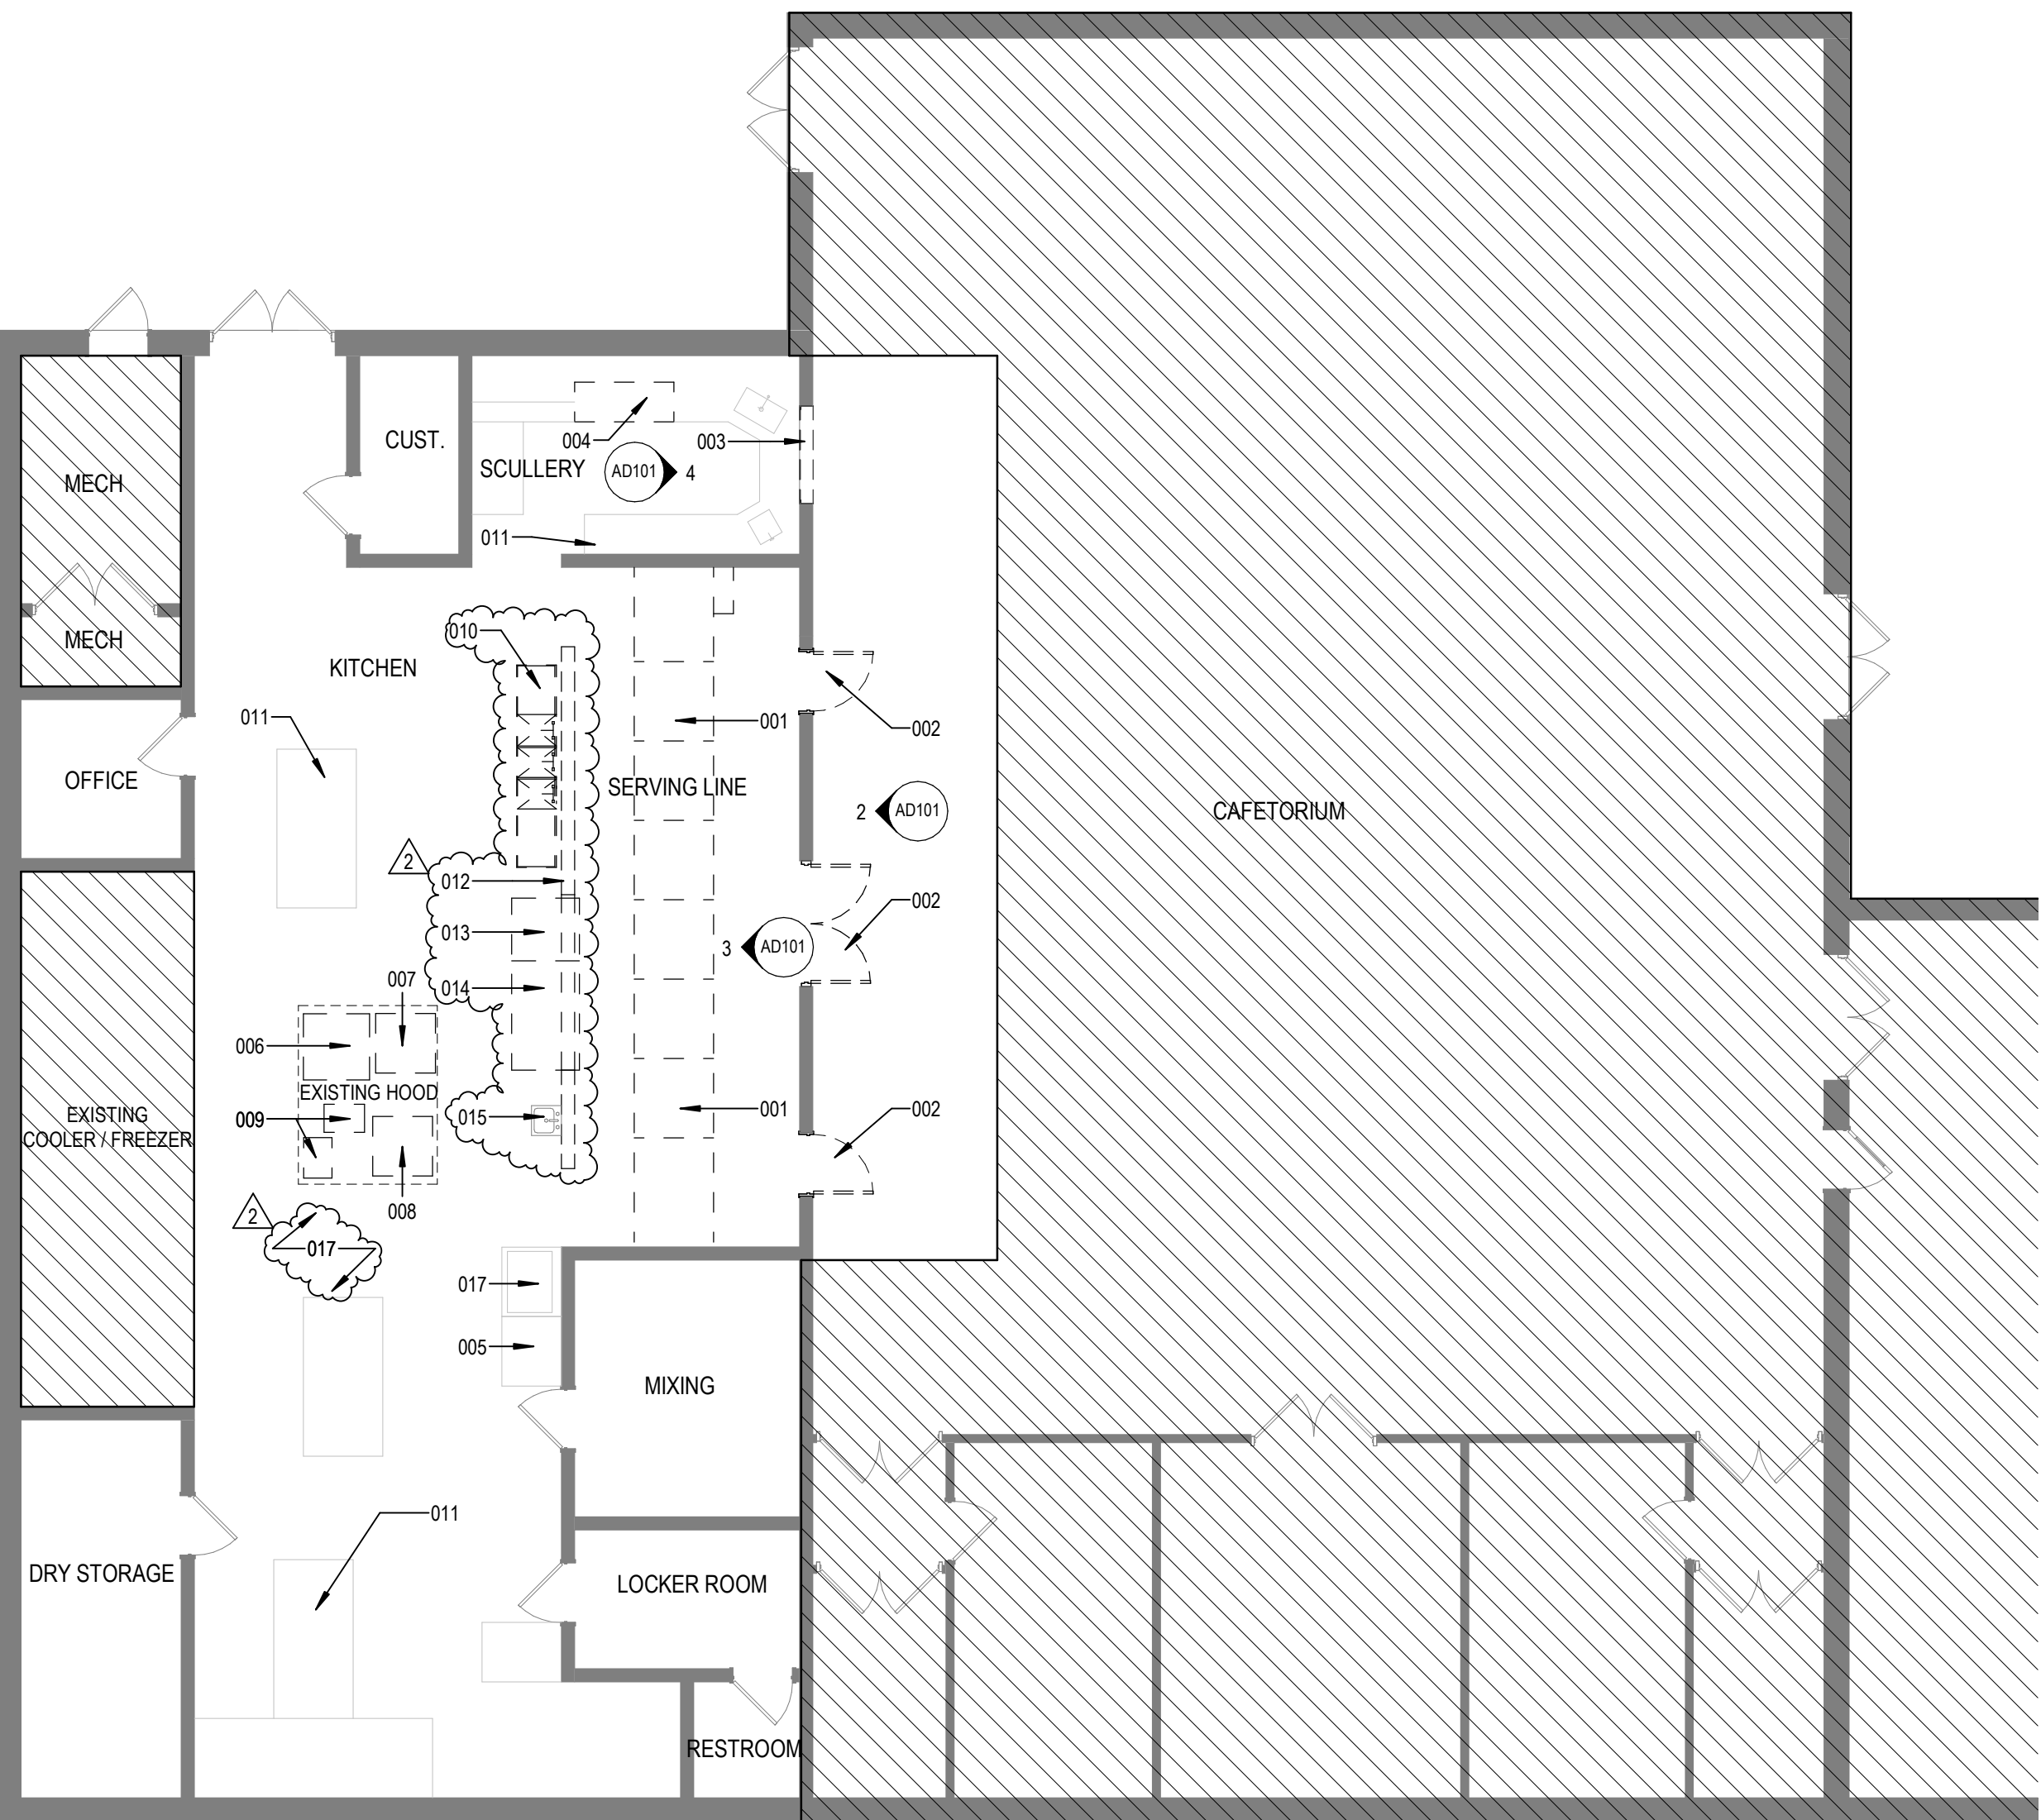 CUST.
004
003
SCULLERY
AD101
4
MECH
011
010
MECH
KITCHEN
011
001
002
OFFICE
SERVING LINE
2
AD101
CAFETORIUM
2
012
002
013
3
AD101
007
014
006
EXISTING HOOD
009
015
001
002
EXISTING
COOLER / FREEZER
008
2
017
017
005
MIXING
011
DRY STORAGE
LOCKER ROOM
RESTROOM